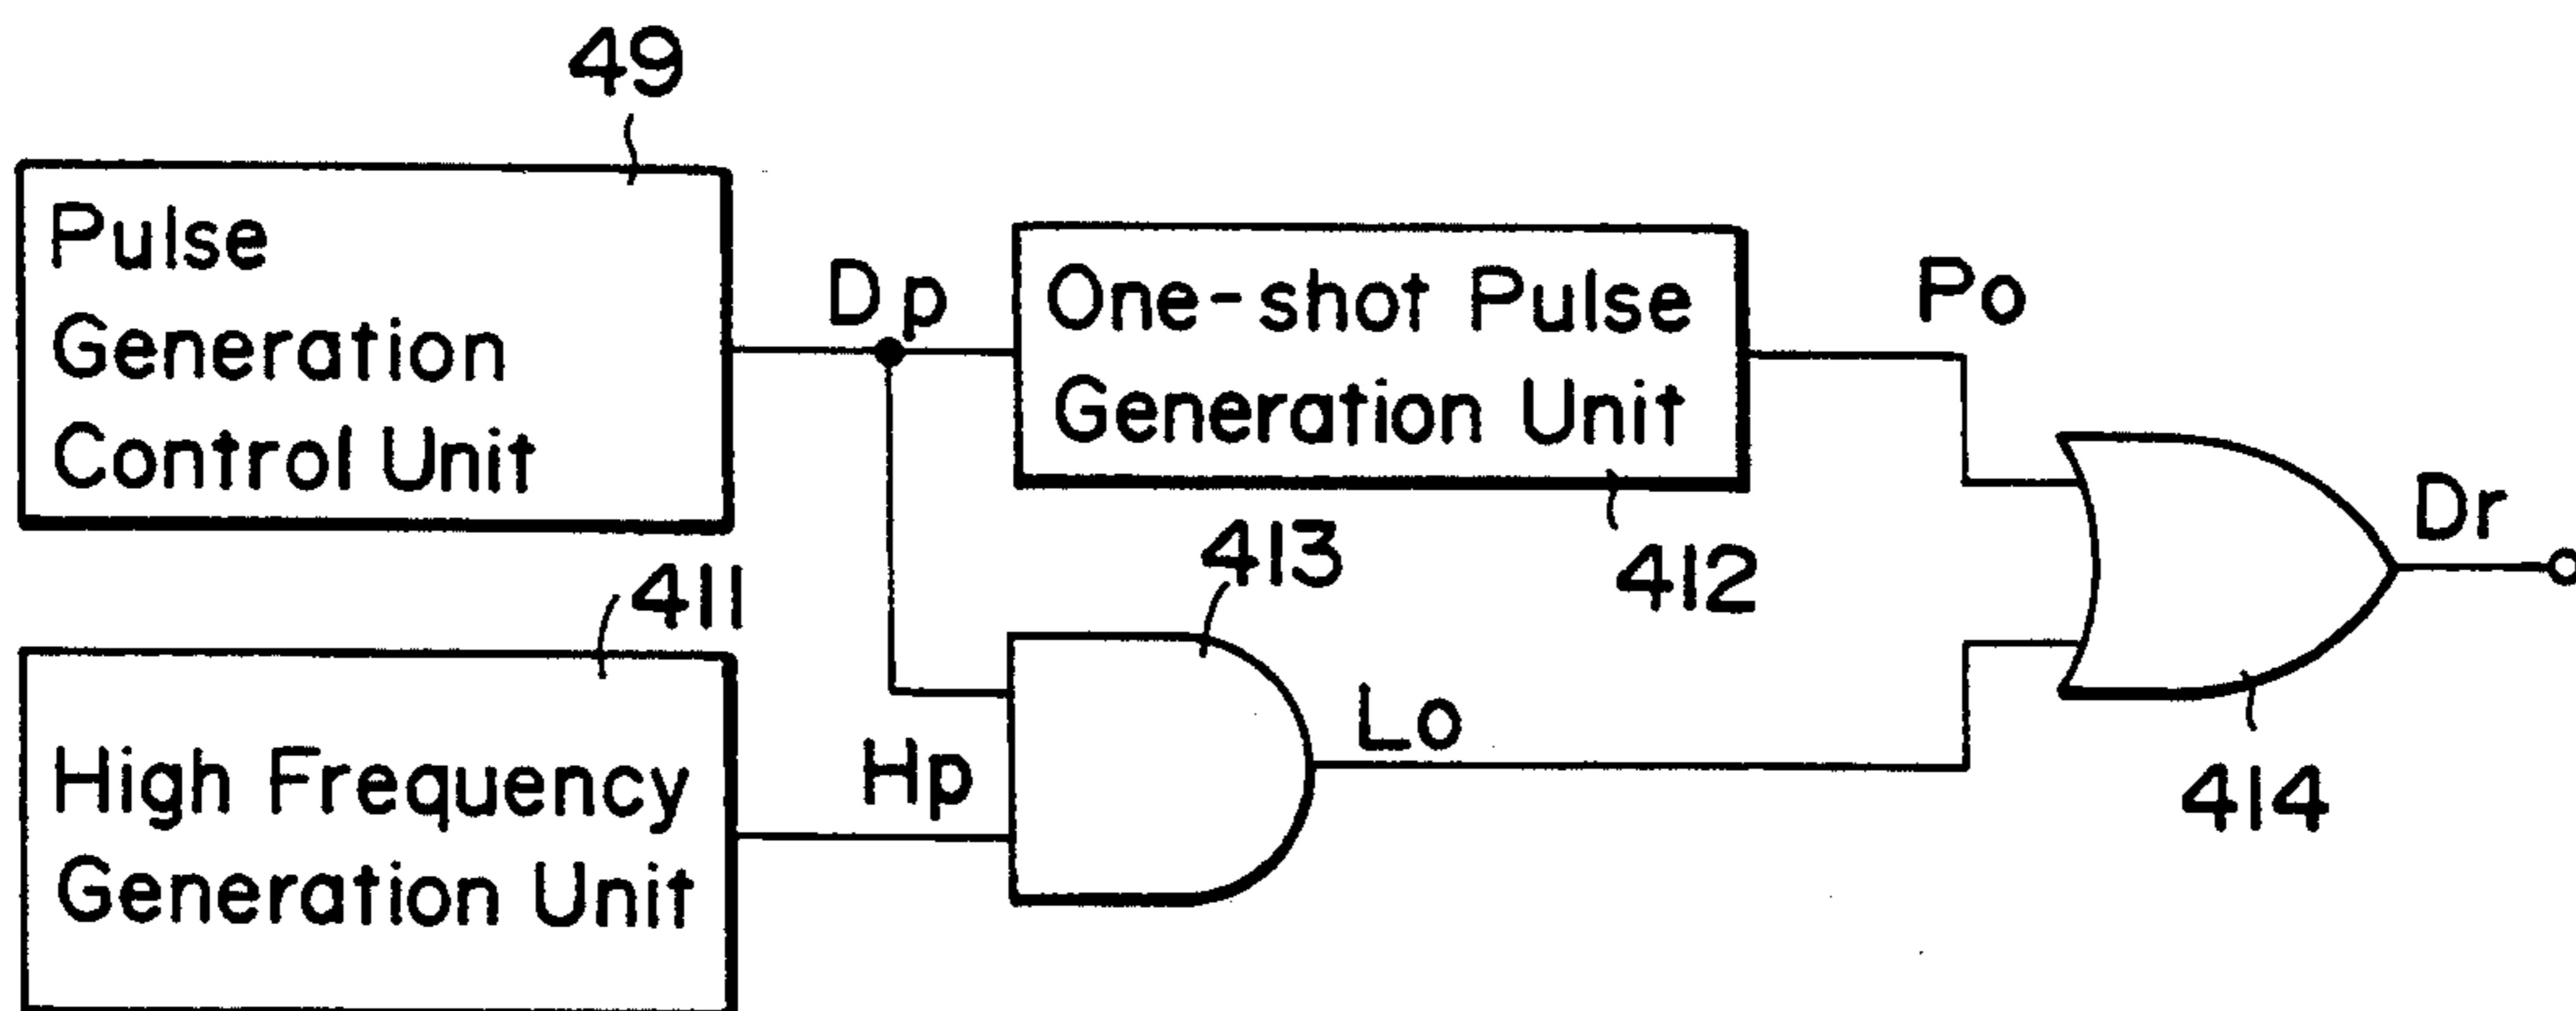 49
Pulse
Generation
Control Unit
Dp
One-shot Pulse
Generation Unit
Po
412
413
411
High Frequency
Generation Unit
Hp
Lo
Dr
414